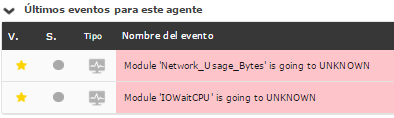 Últimos eventos para este agente
V. S. Tipo Nombre del evento
Module 'Network_Usage_Bytes' is going to UNKNOWN
Module 'IOWaitCPU' is going to UNKNOWN